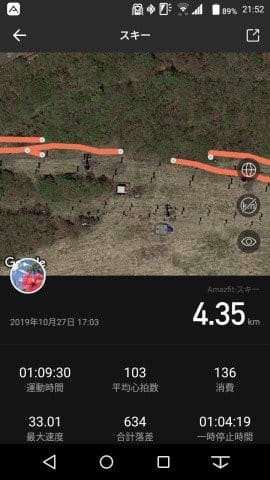 89% 21:52
スキー
km
Google
Amazfit-スキー
4.35 km
2019年10月27日 17:03
01:09:30 103 136
運動時間 平均心拍数 消費
33.01 634 01:04:19
最大速度 合計落差 一時停止時間